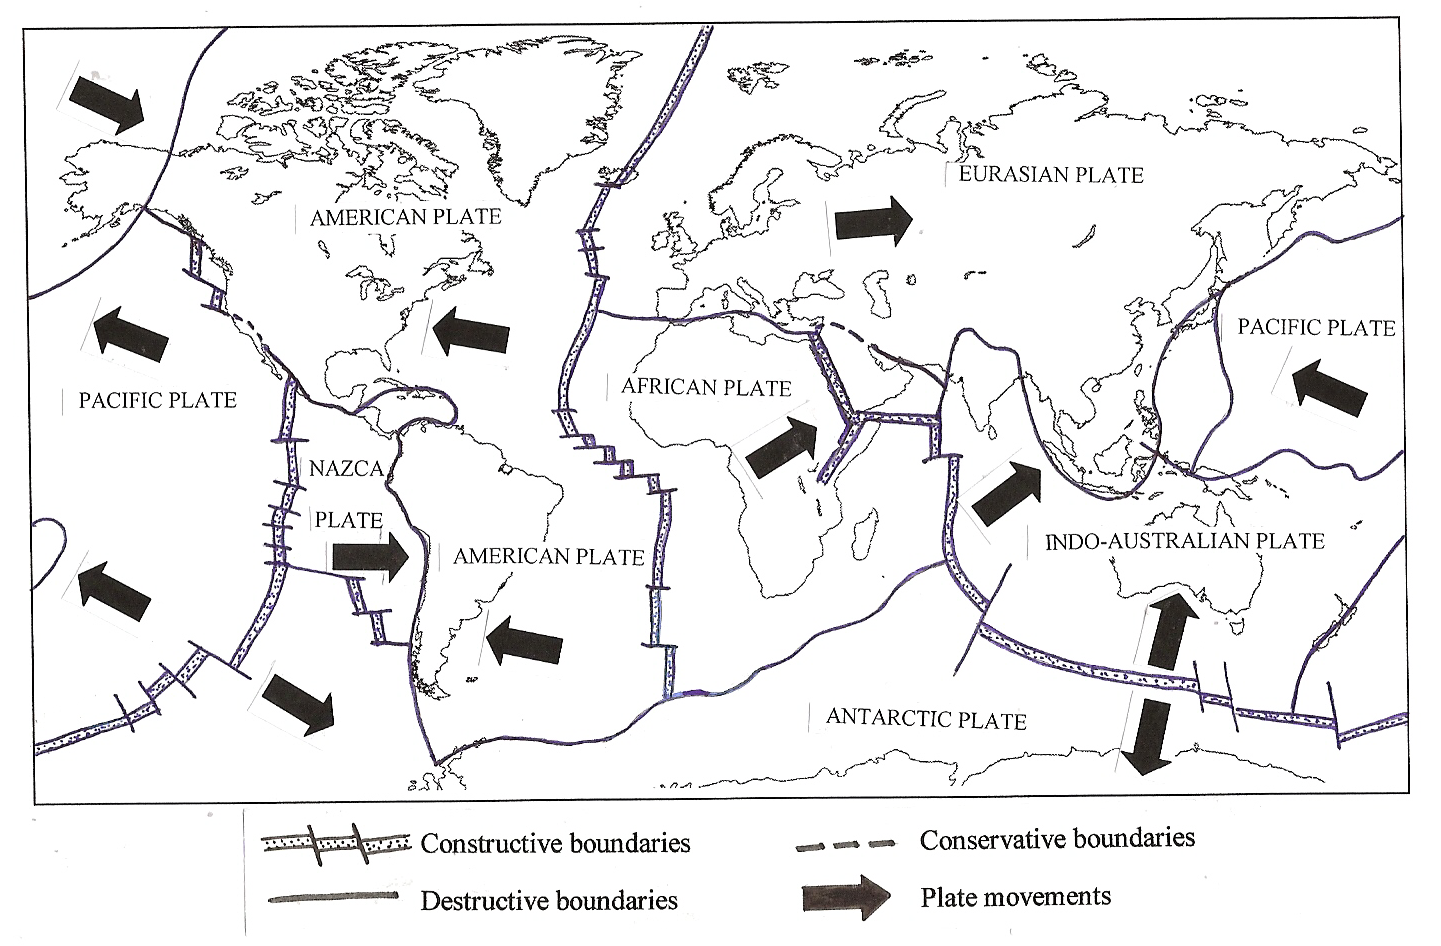 EURASIAN PLATE
AMERICAN PLATE
PACIFIC PLATE
AFRICAN PLATE
PACIFIC PLATE
NAZCA
PLATE
AMERICAN PLATE
INDO-AUSTRALIAN PLATE
ANTARCTIC PLATE
Constructive boundaries
Conservative boundaries
Destructive boundaries
Plate movements